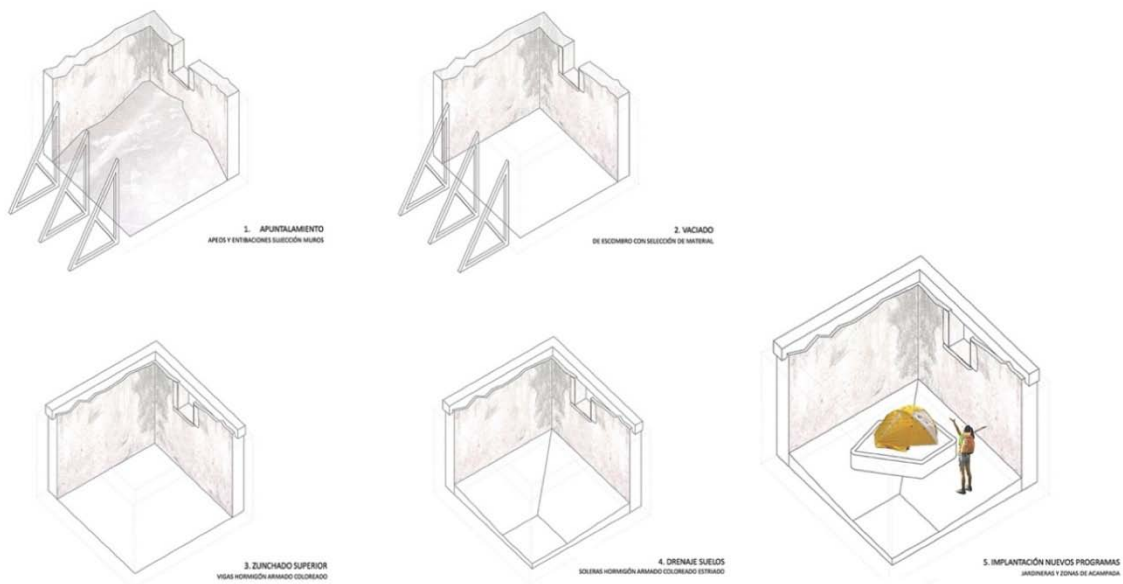 1. APUNTALAMIENTO
APEOS Y ENTIBACIONES SUJECCIÓN MUROS
2. VACIADO
DE ESCOMBRO CON SELECCIÓN DE MATERIAL
3. ZUNCHADO SUPERIOR
VIGAS HORMIGÓN ARMADO COLOREADO
4. DRENAJE SUELOS
SOLERAS HORMIGÓN ARMADO COLOREADO ESTRIADO
5. IMPLANTACIÓN NUEVOS PROGRAMAS
JARDINERAS Y ZONAS DE ACAMPADA